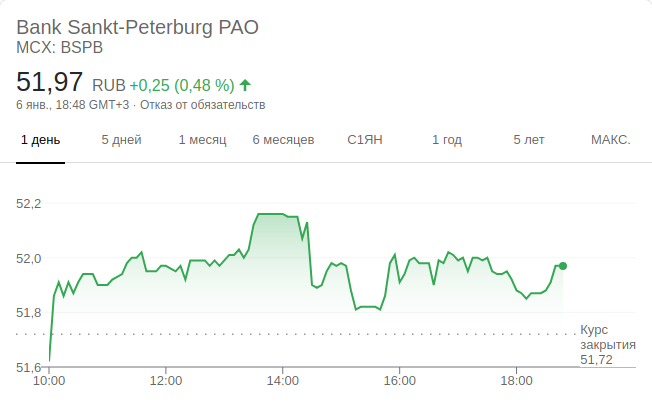 Bank Sankt-Peterburg PAO
MCX: BSPB
51,97 RUB +0,25 (0,48 %)
6 янв., 18:48 GMT+3 · Отказ от обязательств
1 день 5 дней 1 месяц 6 месяцев С1ЯН 1 год 5 лет МАКС.
52,2
52,0
51,8
Курс
закрытия
51,72
51,6
10:00 12:00 14:00 16:00 18:00